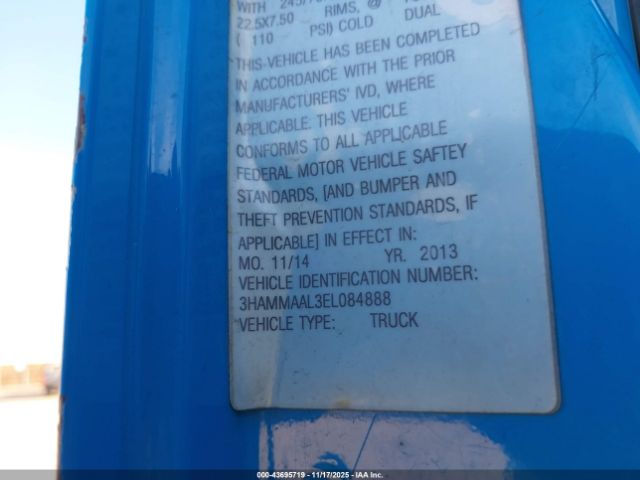 WITH 245/70
22.5X7.50 RIMS, @
( 110 PSI) COLD DUAL
THIS VEHICLE HAS BEEN COMPLETED
IN ACCORDANCE WITH THE PRIOR
MANUFACTURERS' IVD, WHERE
APPLICABLE. THIS VEHICLE
CONFORMS TO ALL APPLICABLE
FEDERAL MOTOR VEHICLE SAFTEY
STANDARDS, [AND BUMPER AND
THEFT PREVENTION STANDARDS, IF
APPLICABLE] IN EFFECT IN:
MO. 11/14 YR. 2013
VEHICLE IDENTIFICATION NUMBER:
3HAMMAAL3EL084888
VEHICLE TYPE: TRUCK
© - 43695719 - 11/17/2025 - IAA Inc.